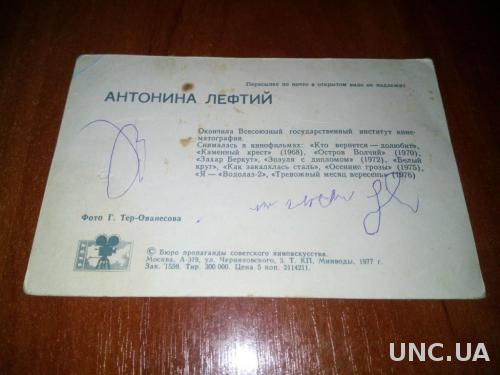 Пересылке по почте в открытом виде не подлежит
АНТОНИНА ЛЕФТИЙ
Окончила Всесоюзный государственный институт кине-
матографии.
Снималась в кинофильмах: «Кто вернется — долюбит»,
«Каменный крест» (1968), «Остров Волчий» (1970),
«Захар Беркут», «Зозуля с дипломом» (1972), «Белый
круг», «Как закалялась сталь», «Осенние грозы» (1975),
«Я — «Водолаз-2», «Тревожный месяц вересень» (1976)
Фото Г. Тер-Ованесова
© Бюро пропаганды советского киноискусства.
Москва, А-319, ул. Черняховского, 3. Т. КП. Минводы. 1977 г.
Зак. 1598. Тир. 300 000. Цена 5 коп. 2114211.
UNC.UA